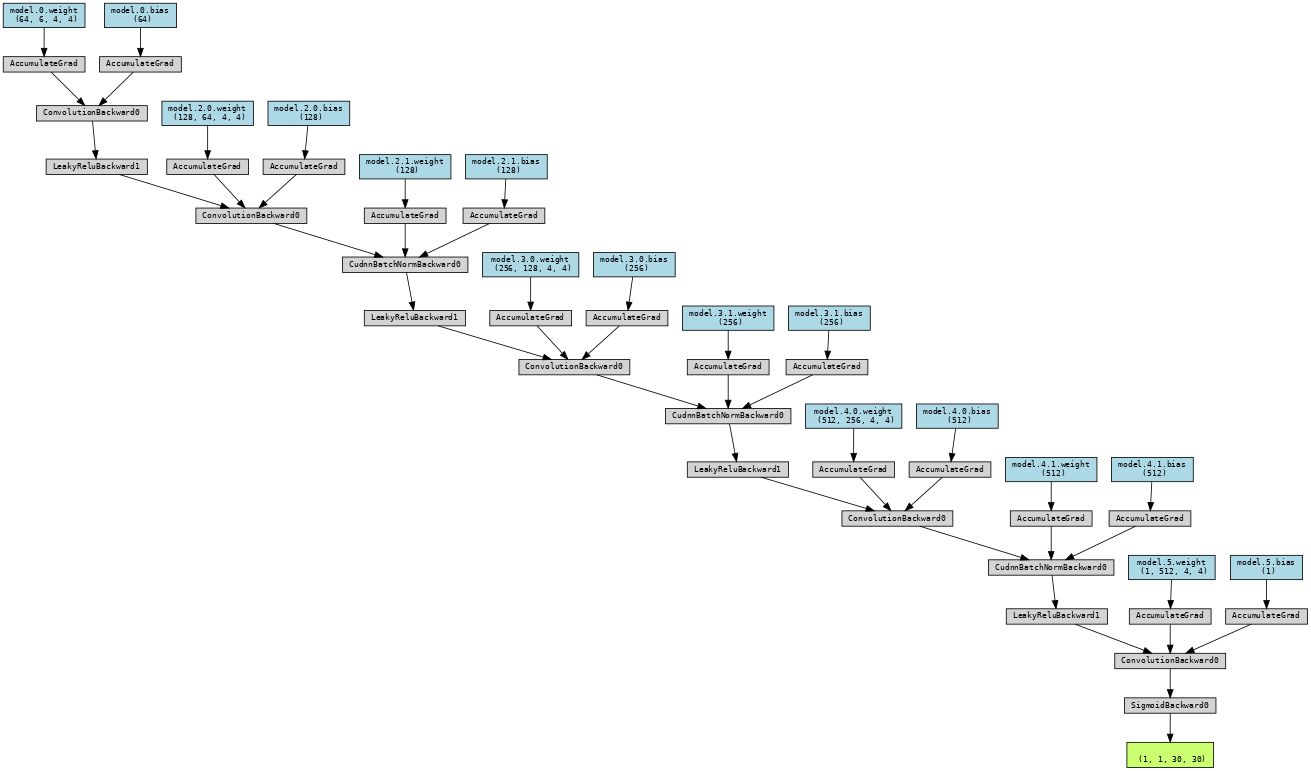 model.0.weight
(64, 6, 4, 4)
model.0.bias
(64)
AccumulateGrad
AccumulateGrad
ConvolutionBackward0
model.2.0.weight
(128, 64, 4, 4)
model.2.0.bias
(128)
LeakyReluBackward1
AccumulateGrad
AccumulateGrad
model.2.1.weight
(128)
model.2.1.bias
(128)
ConvolutionBackward0
AccumulateGrad
AccumulateGrad
CudnnBatchNormBackward0
model.3.0.weight
(256, 128, 4, 4)
model.3.0.bias
(256)
LeakyReluBackward1
AccumulateGrad
AccumulateGrad
model.3.1.weight
(256)
model.3.1.bias
(256)
ConvolutionBackward0
AccumulateGrad
AccumulateGrad
CudnnBatchNormBackward0
model.4.0.weight
(512, 256, 4, 4)
model.4.0.bias
(512)
LeakyReluBackward1
AccumulateGrad
AccumulateGrad
model.4.1.weight
(512)
model.4.1.bias
(512)
ConvolutionBackward0
AccumulateGrad
AccumulateGrad
CudnnBatchNormBackward0
model.5.weight
(1, 512, 4, 4)
model.5.bias
(1)
LeakyReluBackward1
AccumulateGrad
AccumulateGrad
ConvolutionBackward0
SigmoidBackward0
(1, 1, 30, 30)